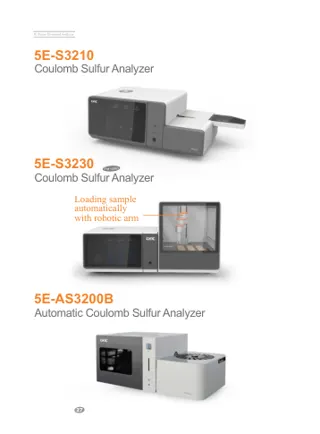 5E-S3210
Coulomb Sulfur Analyzer
5E-S3230
Coulomb Sulfur Analyzer
Loading sample
automatically
with robotic arm
5E-AS3200B
Automatic Coulomb Sulfur Analyzer